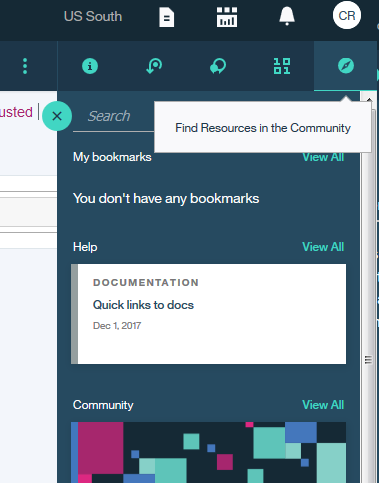 US South
CR
usted
Search
Find Resources in the Community
My bookmarks View All
You don't have any bookmarks
Help View All
DOCUMENTATION
Quick links to docs
Dec 1, 2017
Community View All